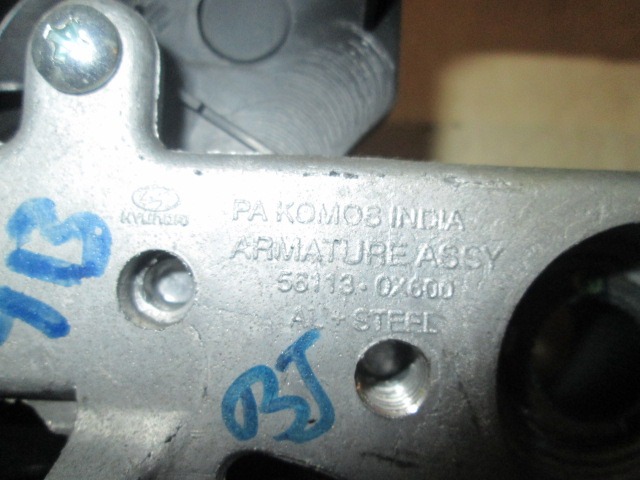 HYUNDAI
PA KOMOS INDIA
ARMATURE ASSY
56113-0X600
AL + STEEL
BJ